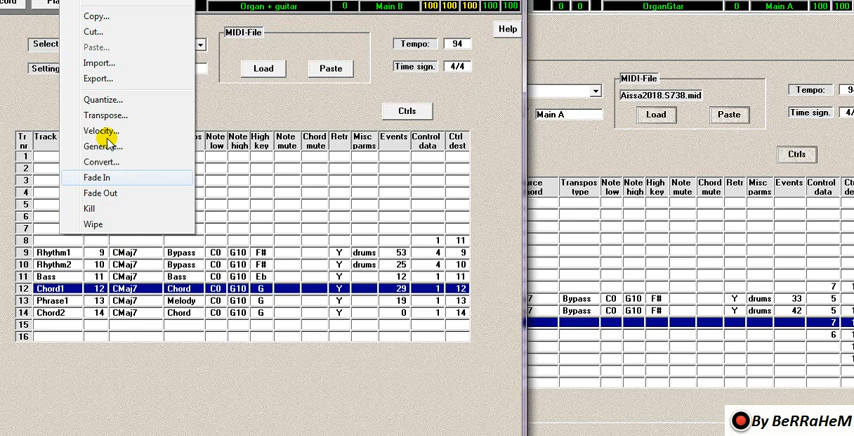 cord
Organ + guitar 0 Main B 100 100 100 100 100
0 0 OrganGtar 0 Main A 100 100
Copy...
Cut...
Paste...
Import...
Export...
Quantize...
Transpose...
Velocity...
Convert...
Fade In
Fade Out
Kill
Wipe
Help
Select
Setting
MIDI-File
Load Paste
Tempo: 94
Time sign. 4/4
Ctrls
Tr nr Track Note low Note high High key Note mute Chord mute Retr Misc parms Events Control data Ctrl dest
1
2
3
4
5
6
7
8 1 11
9 Rhythm1 9 CMaj7 Bypass C0 G10 F# Y drums 53 4 9
10 Rhythm2 10 CMaj7 Bypass C0 G10 F# Y drums 25 4 10
11 Bass 11 CMaj7 Bass C0 G10 Eb Y 12 1 11
12 Chord1 12 CMaj7 Chord C0 G10 G Y 29 1 12
13 Phrase1 13 CMaj7 Melody C0 G10 G Y 19 1 13
14 Chord2 14 CMaj7 Chord C0 G10 G Y 0 1 14
15
16
MIDI-File
Aissa2018.S738.mid
Load Paste
Main A
Tempo:
Time sign. 4/4
Ctrls
Transpos type Note low Note high High key Note mute Chord mute Retr Misc parms Events Control data
7
7 Bypass C0 G10 F# Y drums 33 5
Bypass C0 G10 F# Y drums 42 5
7
6
By BeRRaHeM